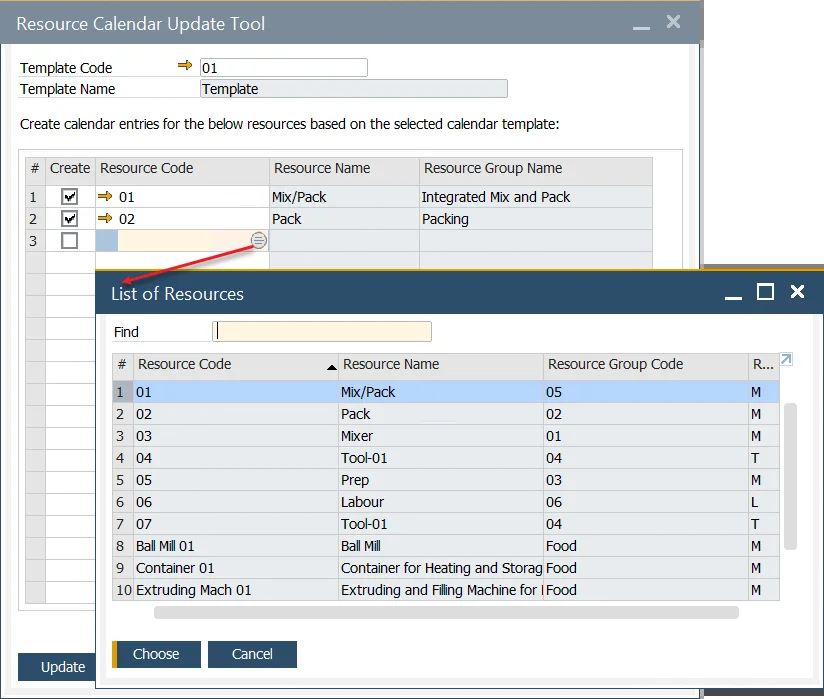 Resource Calendar Update Tool
Template Code 01
Template Name Template
Create calendar entries for the below resources based on the selected calendar template:
# Create Resource Code Resource Name Resource Group Name
1 01 Mix/Pack Integrated Mix and Pack
2 02 Pack Packing
3
List of Resources
Find
# Resource Code Resource Name Resource Group Code R...
1 01 Mix/Pack 05 M
2 02 Pack 02 M
3 03 Mixer 01 M
4 04 Tool-01 04 T
5 05 Prep 03 M
6 06 Labour 06 L
7 07 Tool-01 04 T
8 Ball Mill 01 Ball Mill Food M
9 Container 01 Container for Heating and Storag Food M
10 Extruding Mach 01 Extruding and Filling Machine for Food M
Choose Cancel
Update